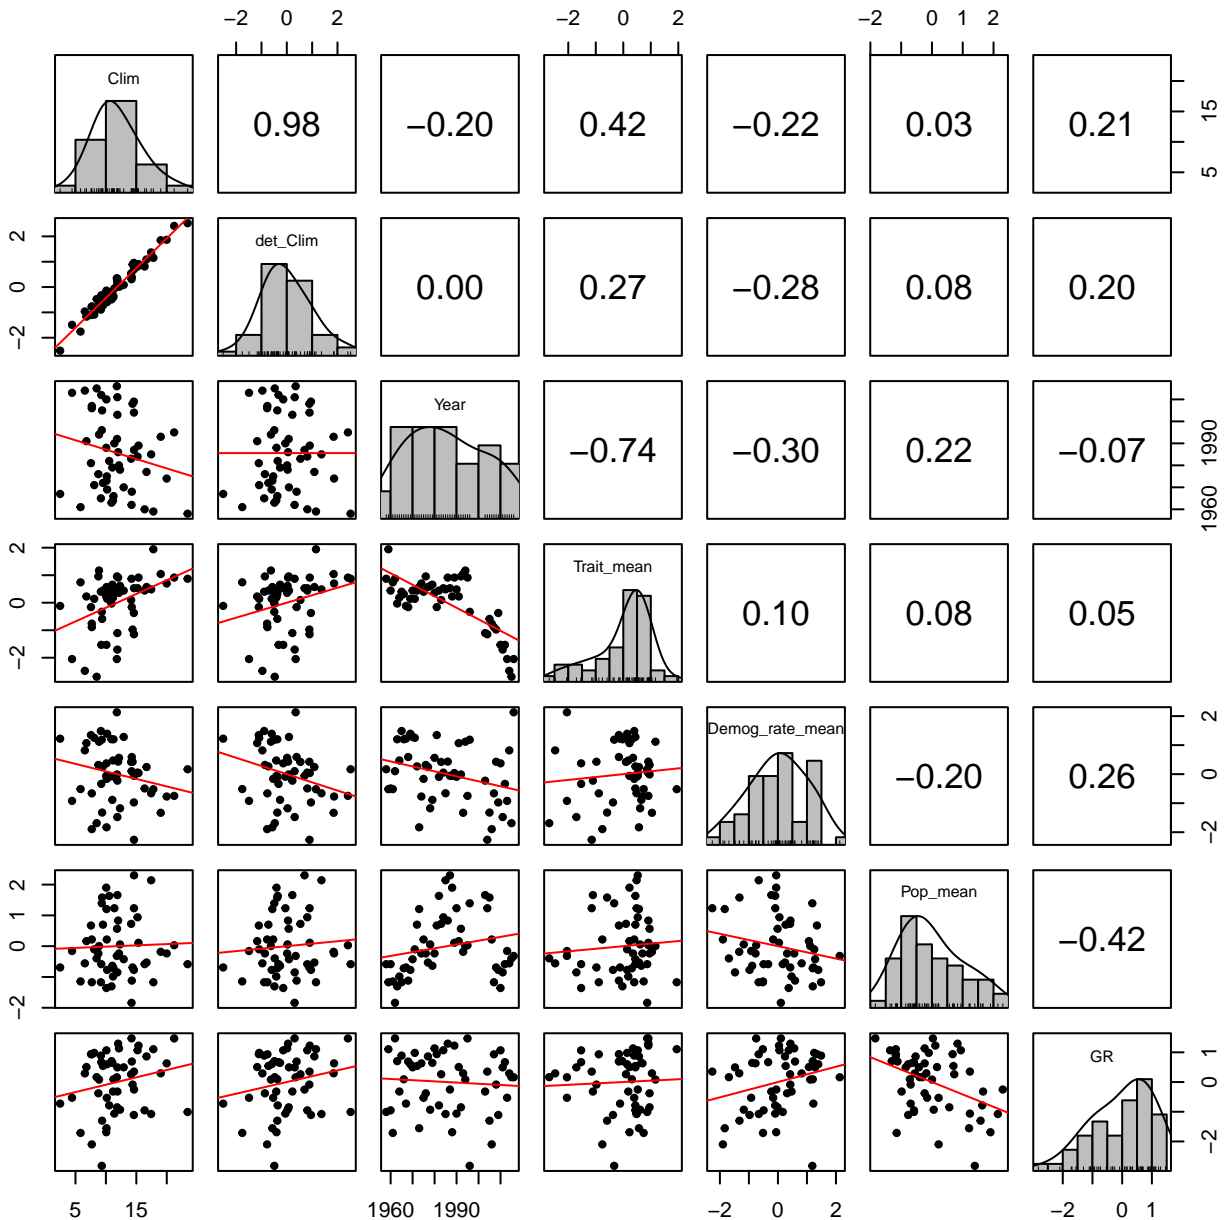 −2 0 2 −2 0 2 −2 0 1 2
Clim 0.98 −0.20 0.42 −0.22 0.03 0.21 5 15
−2 0 2 det_Clim 0.00 0.27 −0.28 0.08 0.20
Year −0.74 −0.30 0.22 −0.07 1960 1990
−2 0 2 Trait_mean 0.10 0.08 0.05
Demog_rate_mean −0.20 0.26 −2 0 2
−2 0 1 2 Pop_mean −0.42
GR −2 0 1
5 15 1960 1990 −2 0 2 −2 0 1